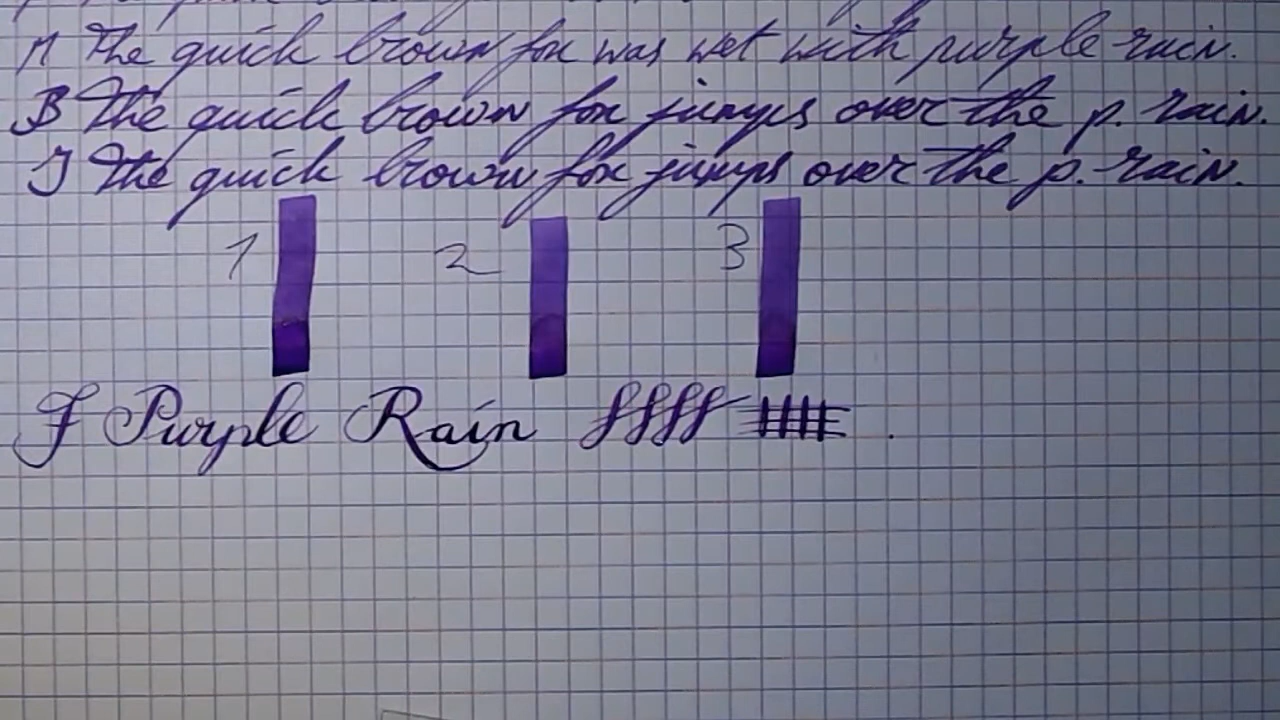 M The quick brown fox was wet with purple rain.
B The quick brown fox jumps over the p. rain.
J The quick brown fox jumps over the p. rain.
1 2 3
F Purple Rain ffff